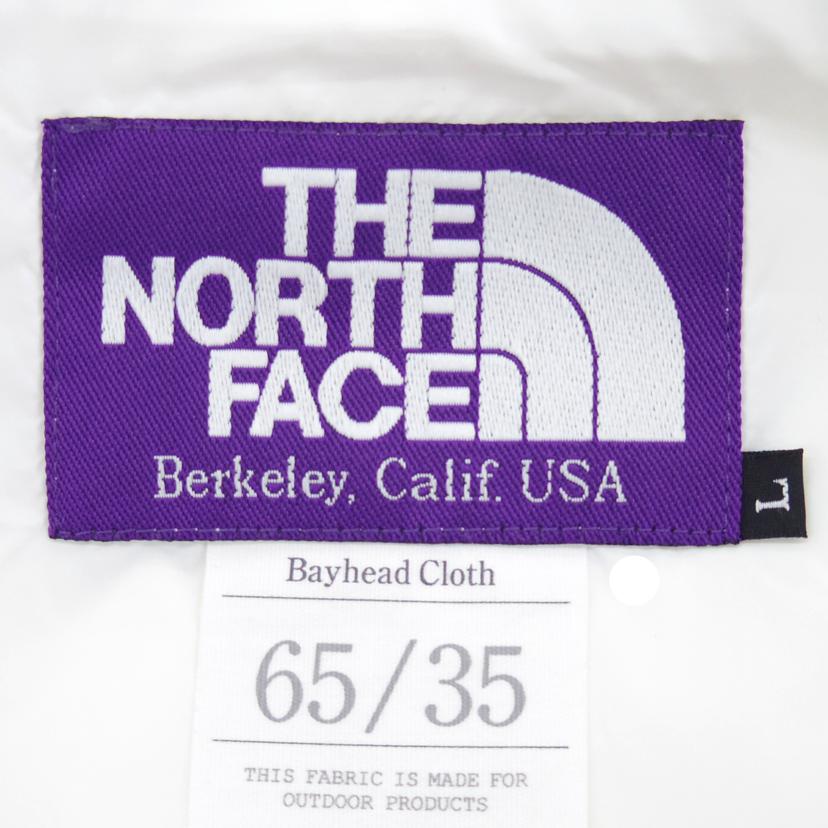 THE
NORTH
FACE
Berkeley, Calif. USA
L
Bayhead Cloth
65/35
THIS FABRIC IS MADE FOR
OUTDOOR PRODUCTS